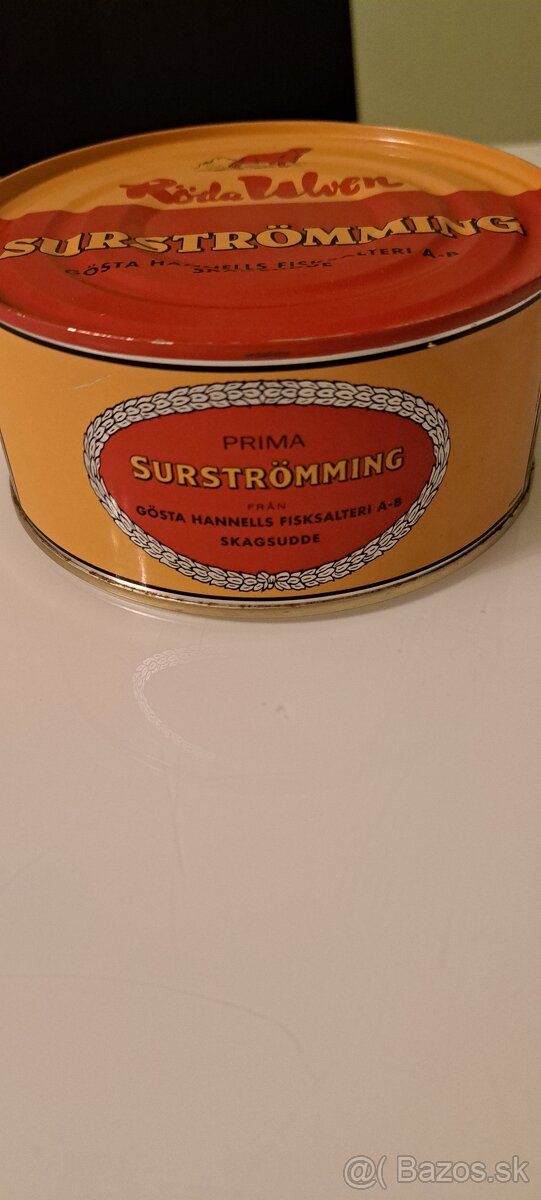 Röda Ulven
SURSTRÖMMING
GÖSTA HANNELLS FISKSALTERI A-B
PRIMA
SURSTRÖMMING
FRÅN
GÖSTA HANNELLS FISKSALTERI A-B
SKAGSUDDE
@( Bazos.sk